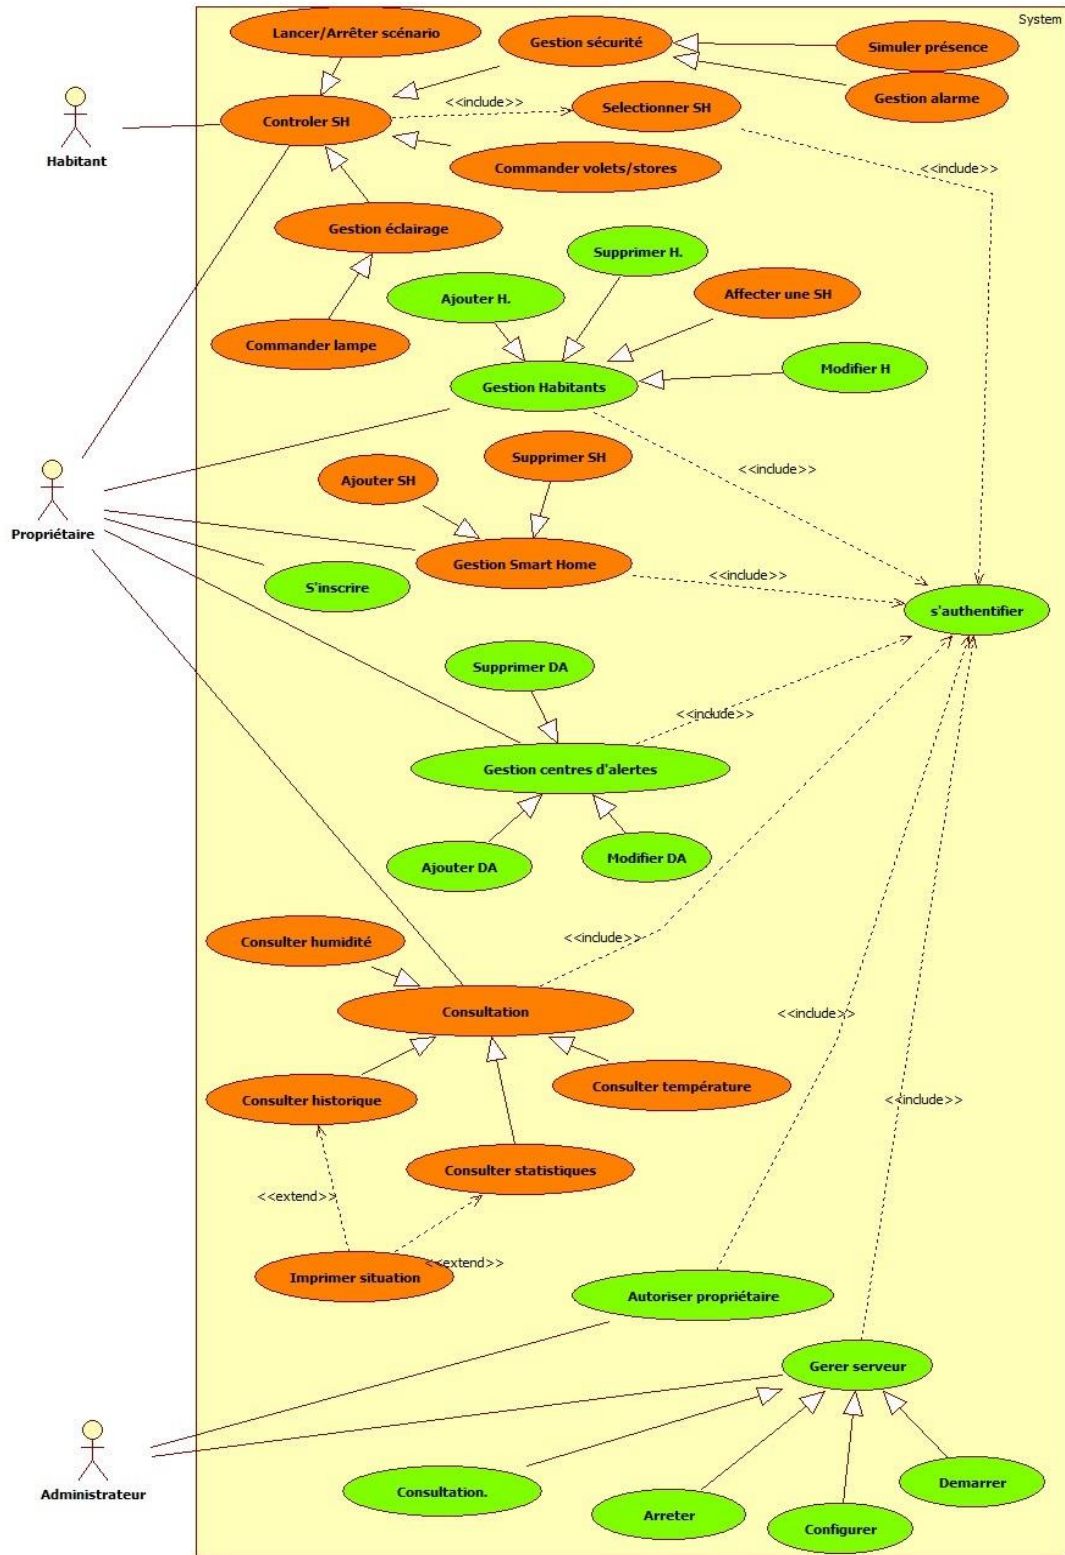 System
Lancer/Arrêter scénario
Gestion sécurité
Simuler présence
Gestion alarme
<<include>>
Selectionner SH
Controler SH
Habitant
Commander volets/stores
<<include>>
Gestion éclairage
Supprimer H.
Ajouter H.
Affecter une SH
Commander lampe
Modifier H
Gestion Habitants
Supprimer SH
<<include>>
Ajouter SH
Propriétaire
Gestion Smart Home
<<include>>
S'inscrire
s'authentifier
Supprimer DA
<<include>>
Gestion centres d'alertes
Ajouter DA
Modifier DA
Consulter humidité
<<include>>
Consultation
<<include>>
Consulter température
Consulter historique
<<include>>
Consulter statistiques
<<extend>>
<<extend>>
Imprimer situation
Autoriser propriétaire
Gerer serveur
Administrateur
Consultation.
Demarrer
Arreter
Configurer